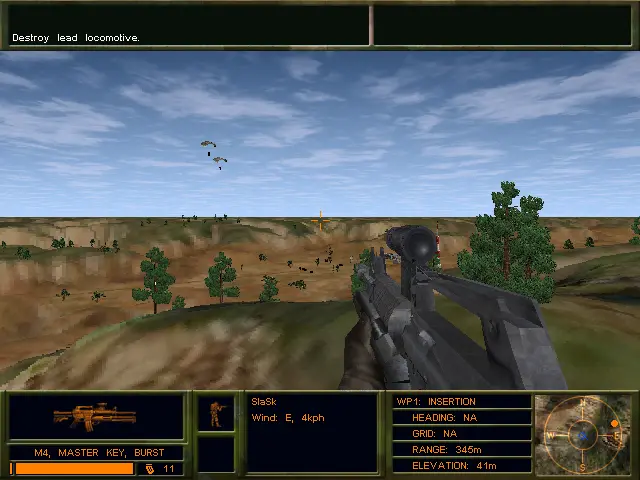 Destroy lead locomotive.
M4, MASTER KEY, BURST
11
SlaSk
Wind: E, 4kph
WP1: INSERTION
HEADING: NA
GRID: NA
RANGE: 345m
ELEVATION: 41m
N
W E
S